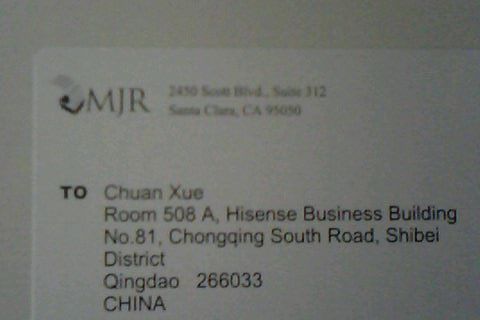 MJR
2450 Scott Blvd., Suite 312
Santa Clara, CA 95050
TO Chuan Xue
Room 508 A, Hisense Business Building
No.81, Chongqing South Road, Shibei
District
Qingdao 266033
CHINA